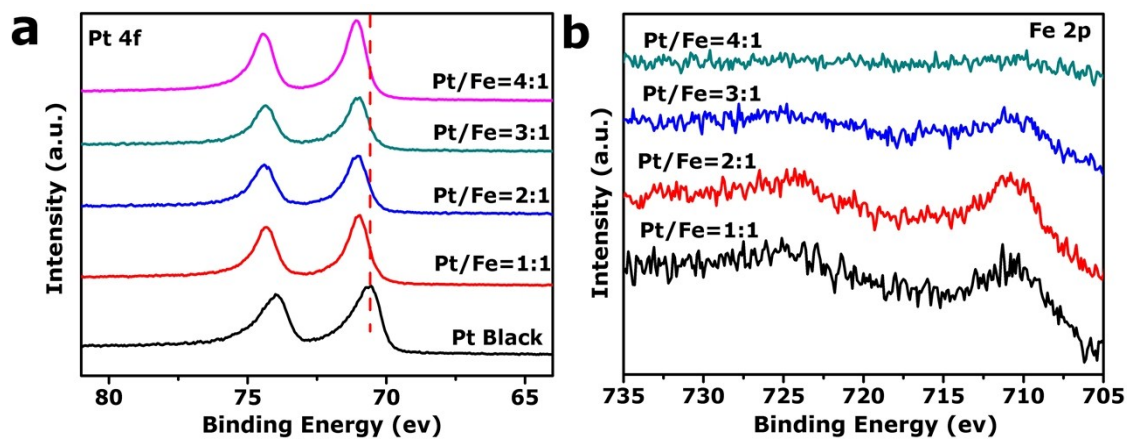 a
Pt 4f
Pt/Fe=4:1
Pt/Fe=3:1
Pt/Fe=2:1
Pt/Fe=1:1
Pt Black
Intensity (a.u.)
80 75 70 65
Binding Energy (ev)
b
Fe 2p
Pt/Fe=4:1
Pt/Fe=3:1
Pt/Fe=2:1
Pt/Fe=1:1
Intensity (a.u.)
735 730 725 720 715 710 705
Binding Energy (ev)